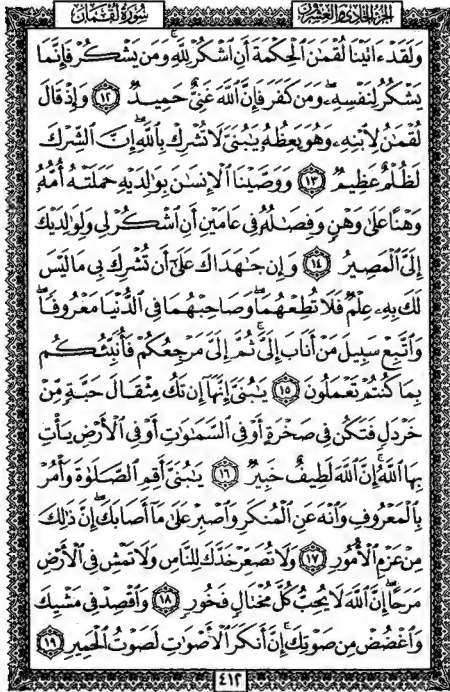 الجزء الحادي والعشرون
سورة لقمان
وَلَقَدْ ءَاتَيْنَا لُقْمَٰنَ ٱلْحِكْمَةَ أَنِ ٱشْكُرْ لِلَّهِ ۚ وَمَن يَشْكُرْ فَإِنَّمَا
يَشْكُرُ لِنَفْسِهِۦ ۖ وَمَن كَفَرَ فَإِنَّ ٱللَّهَ غَنِىٌّ حَمِيدٌ ١٢ وَإِذْ قَالَ
لُقْمَٰنُ لِٱبْنِهِۦ وَهُوَ يَعِظُهُۥ يَٰبُنَىَّ لَا تُشْرِكْ بِٱللَّهِ ۖ إِنَّ ٱلشِّرْكَ
لَظُلْمٌ عَظِيمٌ ١٣ وَوَصَّيْنَا ٱلْإِنسَٰنَ بِوَٰلِدَيْهِ حَمَلَتْهُ أُمُّهُۥ
وَهْنًا عَلَىٰ وَهْنٍ وَفِصَٰلُهُۥ فِى عَامَيْنِ أَنِ ٱشْكُرْ لِى وَلِوَٰلِدَيْكَ
إِلَىَّ ٱلْمَصِيرُ ١٤ وَإِن جَٰهَدَاكَ عَلَىٰٓ أَن تُشْرِكَ بِى مَا لَيْسَ
لَكَ بِهِۦ عِلْمٌ فَلَا تُطِعْهُمَا ۖ وَصَاحِبْهُمَا فِى ٱلدُّنْيَا مَعْرُوفًا ۖ
وَٱتَّبِعْ سَبِيلَ مَنْ أَنَابَ إِلَىَّ ۚ ثُمَّ إِلَىَّ مَرْجِعُكُمْ فَأُنَبِّئُكُم
بِمَا كُنتُمْ تَعْمَلُونَ ١٥ يَٰبُنَىَّ إِنَّهَآ إِن تَكُ مِثْقَالَ حَبَّةٍ مِّنْ
خَرْدَلٍ فَتَكُن فِى صَخْرَةٍ أَوْ فِى ٱلسَّمَٰوَٰتِ أَوْ فِى ٱلْأَرْضِ يَأْتِ
بِهَا ٱللَّهُ ۚ إِنَّ ٱللَّهَ لَطِيفٌ خَبِيرٌ ١٦ يَٰبُنَىَّ أَقِمِ ٱلصَّلَوٰةَ وَأْمُرْ
بِٱلْمَعْرُوفِ وَٱنْهَ عَنِ ٱلْمُنكَرِ وَٱصْبِرْ عَلَىٰ مَآ أَصَابَكَ ۖ إِنَّ ذَٰلِكَ
مِنْ عَزْمِ ٱلْأُمُورِ ١٧ وَلَا تُصَعِّرْ خَدَّكَ لِلنَّاسِ وَلَا تَمْشِ فِى ٱلْأَرْضِ
مَرَحًا ۖ إِنَّ ٱللَّهَ لَا يُحِبُّ كُلَّ مُخْتَالٍ فَخُورٍ ١٨ وَٱقْصِدْ فِى مَشْيِكَ
وَٱغْضُضْ مِن صَوْتِكَ ۚ إِنَّ أَنكَرَ ٱلْأَصْوَٰتِ لَصَوْتُ ٱلْحَمِيرِ ١٩
٤١٢